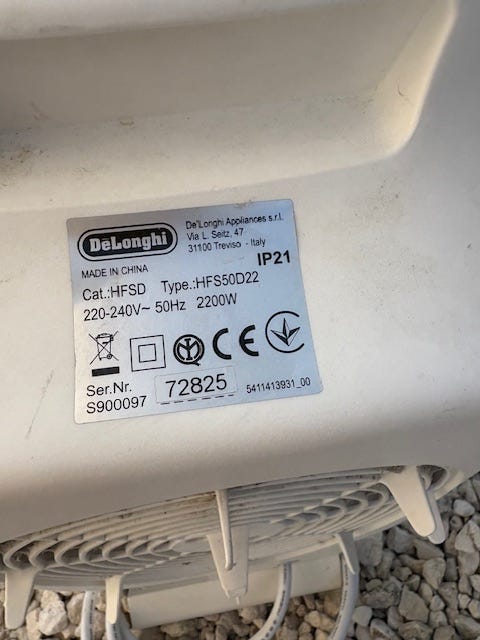 DeLonghi
De'Longhi Appliances s.r.l.
Via L. Seitz, 47
31100 Treviso - Italy
MADE IN CHINA
IP21
Cat.:HFSD Type.:HFS50D22
220-240V~ 50Hz 2200W
CE
Ser.Nr. 72825
S900097 5411413931_00